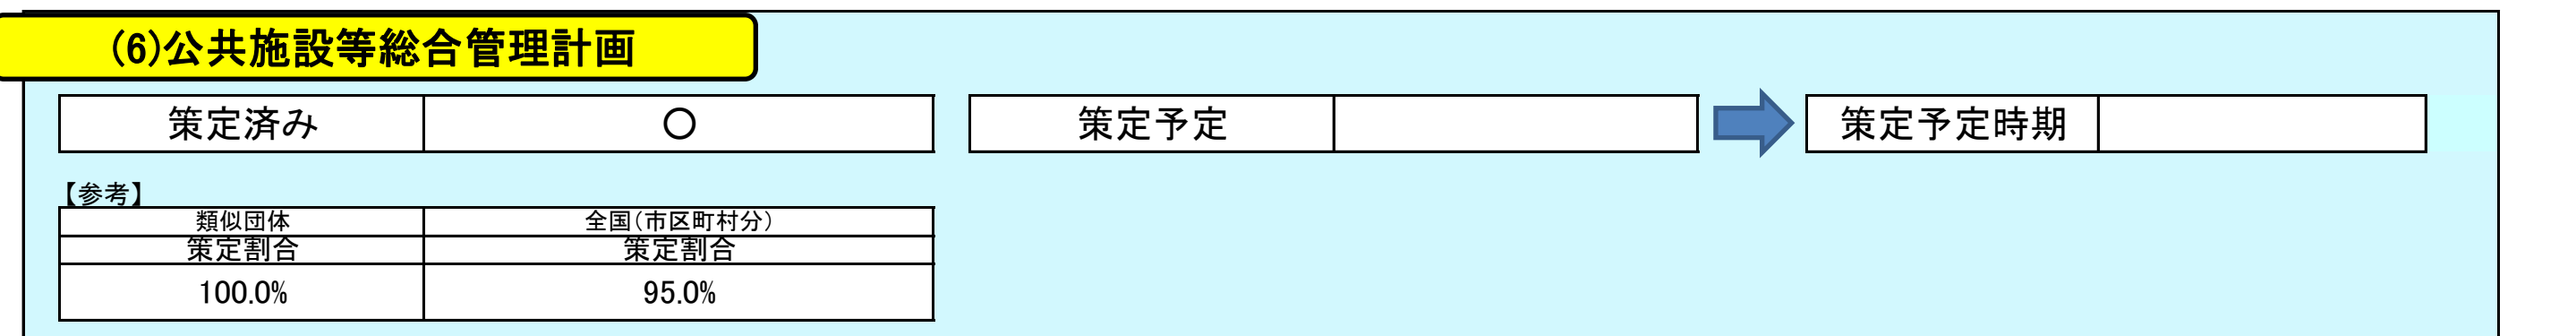 (6)公共施設等総合管理計画
策定済み ○ 策定予定 策定予定時期
【参考】
類似団体 全国(市区町村分)
策定割合 策定割合
100.0% 95.0%